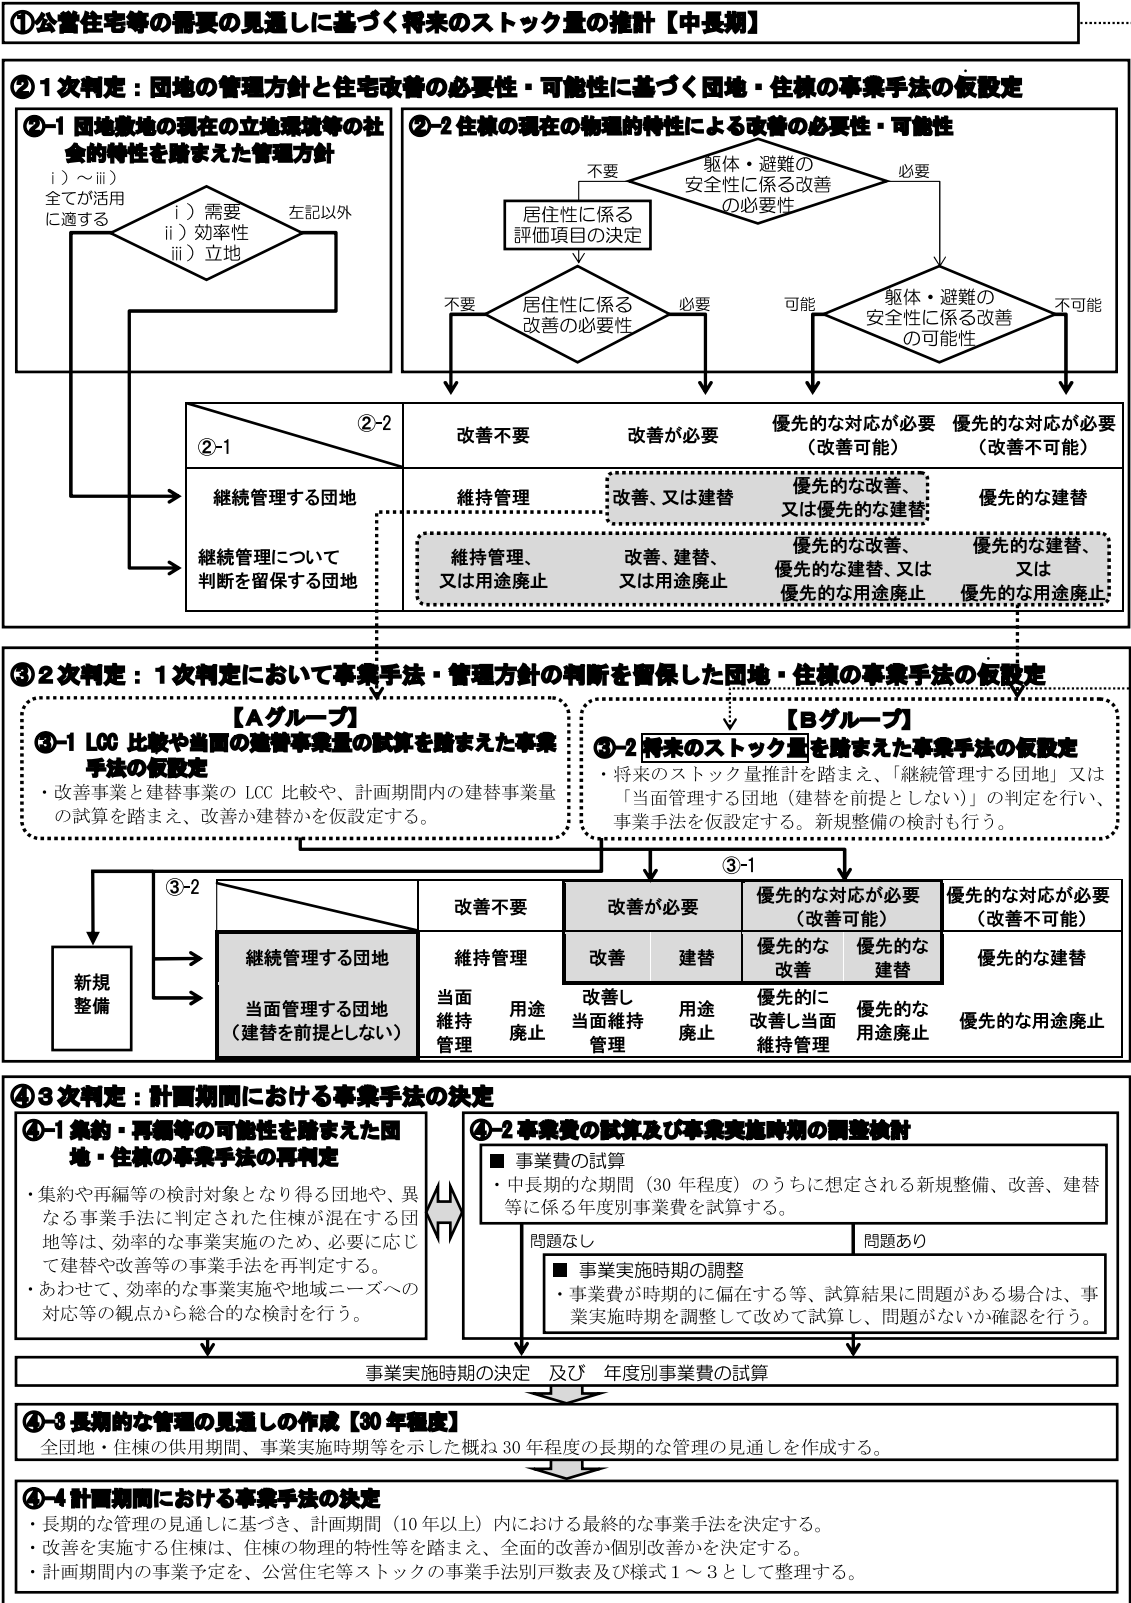 ①公営住宅等の需要の見通しに基づく将来のストック量の推計【中長期】
②１次判定：団地の管理方針と住宅改善の必要性・可能性に基づく団地・住棟の事業手法の仮設定
②-1 団地敷地の現在の立地環境等の社
会的特性を踏まえた管理方針
ⅰ）～ⅲ）
全てが活用
に適する
ⅰ）需要
ⅱ）効率性
ⅲ）立地
左記以外
②-2 住棟の現在の物理的特性による改善の必要性・可能性
不要
躯体・避難の
安全性に係る改善
の必要性
必要
居住性に係る
評価項目の決定
不要
居住性に係る
改善の必要性
必要
可能
躯体・避難の
安全性に係る改善
の可能性
不可能
②-2
②-1
改善不要
改善が必要
優先的な対応が必要
（改善可能）
優先的な対応が必要
（改善不可能）
継続管理する団地
維持管理
改善、又は建替
優先的な改善、
又は優先的な建替
優先的な建替
継続管理について
判断を留保する団地
維持管理、
又は用途廃止
改善、建替、
又は用途廃止
優先的な改善、
優先的な建替、又は
優先的な用途廃止
優先的な建替、
又は
優先的な用途廃止
③２次判定：１次判定において事業手法・管理方針の判断を留保した団地・住棟の事業手法の仮設定
【Ａグループ】
③-1 LCC 比較や当面の建替事業量の試算を踏まえた事業
手法の仮設定
・改善事業と建替事業の LCC 比較や、計画期間内の建替事業量
の試算を踏まえ、改善か建替かを仮設定する。
【Ｂグループ】
③-2 将来のストック量を踏まえた事業手法の仮設定
・将来のストック量推計を踏まえ、「継続管理する団地」又は
「当面管理する団地（建替を前提としない）」の判定を行い、
事業手法を仮設定する。新規整備の検討も行う。
③-1
③-2
改善不要
改善が必要
優先的な対応が必要
（改善可能）
優先的な対応が必要
（改善不可能）
新規
整備
継続管理する団地
維持管理
改善
建替
優先的な
改善
優先的な
建替
優先的な建替
当面管理する団地
（建替を前提としない）
当面
維持
管理
用途
廃止
改善し
当面維持
管理
用途
廃止
優先的に
改善し当面
維持管理
優先的な
用途廃止
優先的な用途廃止
④３次判定：計画期間における事業手法の決定
④-1 集約・再編等の可能性を踏まえた団
地・住棟の事業手法の再判定
・集約や再編等の検討対象となり得る団地や、異
なる事業手法に判定された住棟が混在する団
地等は、効率的な事業実施のため、必要に応じ
て建替や改善等の事業手法を再判定する。
・あわせて、効率的な事業実施や地域ニーズへの
対応等の観点から総合的な検討を行う。
④-2 事業費の試算及び事業実施時期の調整検討
■ 事業費の試算
・中長期的な期間（30 年程度）のうちに想定される新規整備、改善、建替
等に係る年度別事業費を試算する。
問題なし
問題あり
■ 事業実施時期の調整
・事業費が時期的に偏在する等、試算結果に問題がある場合は、事
業実施時期を調整して改めて試算し、問題がないか確認を行う。
事業実施時期の決定 及び 年度別事業費の試算
④-3 長期的な管理の見通しの作成【30 年程度】
全団地・住棟の供用期間、事業実施時期等を示した概ね 30 年程度の長期的な管理の見通しを作成する。
④-4 計画期間における事業手法の決定
・長期的な管理の見通しに基づき、計画期間（10 年以上）内における最終的な事業手法を決定する。
・改善を実施する住棟は、住棟の物理的特性等を踏まえ、全面的改善か個別改善かを決定する。
・計画期間内の事業予定を、公営住宅等ストックの事業手法別戸数表及び様式１～３として整理する。